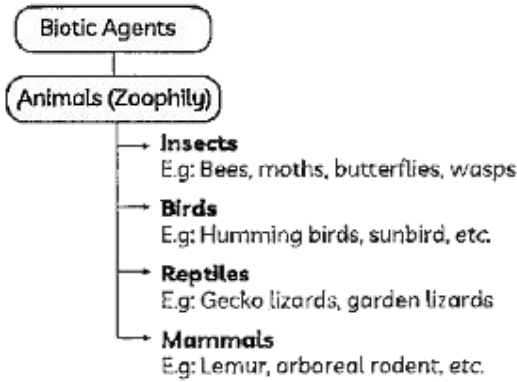 Biotic Agents
Animals (Zoophily)
Insects
E.g: Bees, moths, butterflies, wasps
Birds
E.g: Humming birds, sunbird, etc.
Reptiles
E.g: Gecko lizards, garden lizards
Mammals
E.g: Lemur, arboreal rodent, etc.